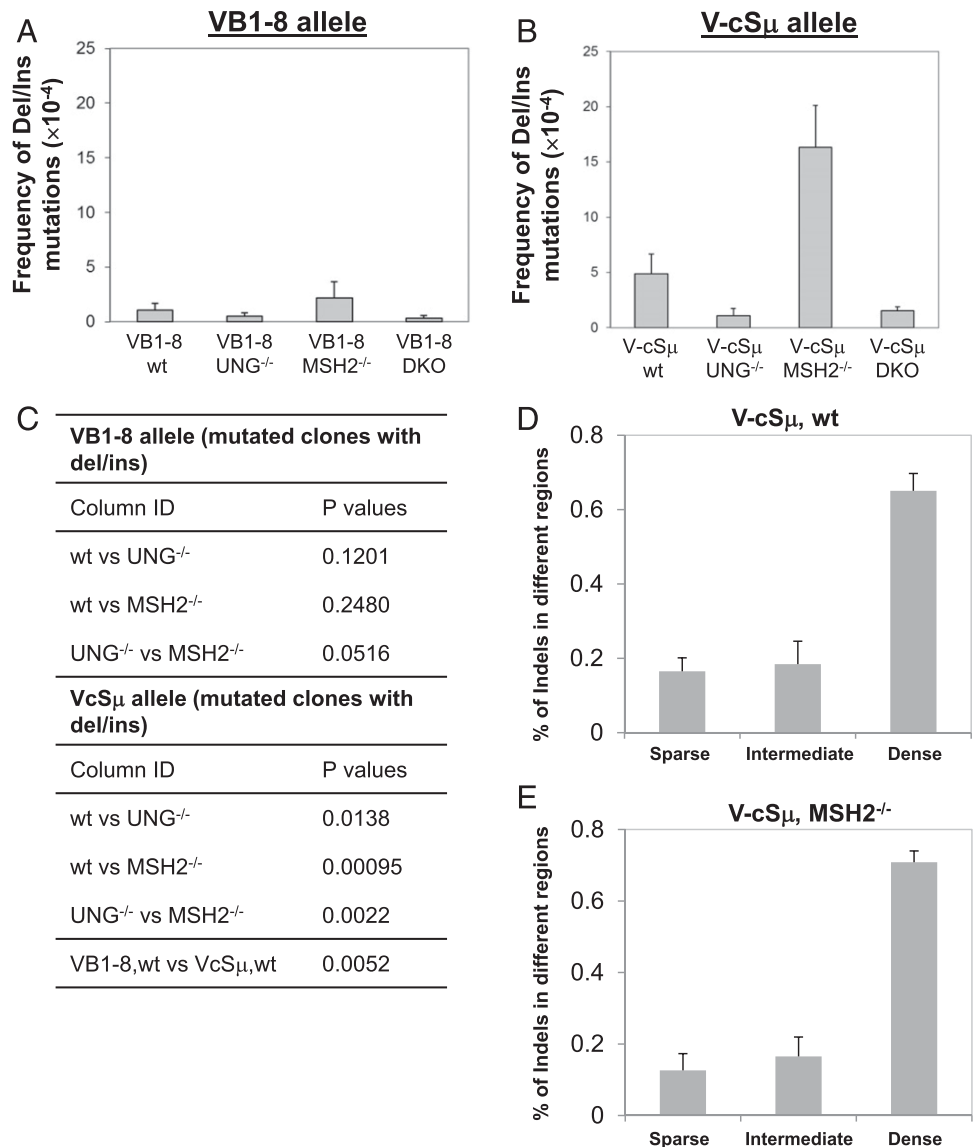 A
VB1-8 allele
Frequency of Del/Ins
mutations (×10⁻⁴)
25
20
15
10
5
0
VB1-8
wt
VB1-8
UNG⁻/⁻
VB1-8
MSH2⁻/⁻
VB1-8
DKO
B
V-cSμ allele
Frequency of Del/Ins
mutations (×10⁻⁴)
25
20
15
10
5
0
V-cSμ
wt
V-cSμ
UNG⁻/⁻
V-cSμ
MSH2⁻/⁻
V-cSμ
DKO
C
VB1-8 allele (mutated clones with
del/ins)
Column ID P values
wt vs UNG⁻/⁻ 0.1201
wt vs MSH2⁻/⁻ 0.2480
UNG⁻/⁻ vs MSH2⁻/⁻ 0.0516
VcSμ allele (mutated clones with
del/ins)
Column ID P values
wt vs UNG⁻/⁻ 0.0138
wt vs MSH2⁻/⁻ 0.00095
UNG⁻/⁻ vs MSH2⁻/⁻ 0.0022
VB1-8,wt vs VcSμ,wt 0.0052
D
V-cSμ, wt
% of Indels in different regions
0.8
0.6
0.4
0.2
0
Sparse Intermediate Dense
E
V-cSμ, MSH2⁻/⁻
% of Indels in different regions
0.8
0.6
0.4
0.2
0
Sparse Intermediate Dense